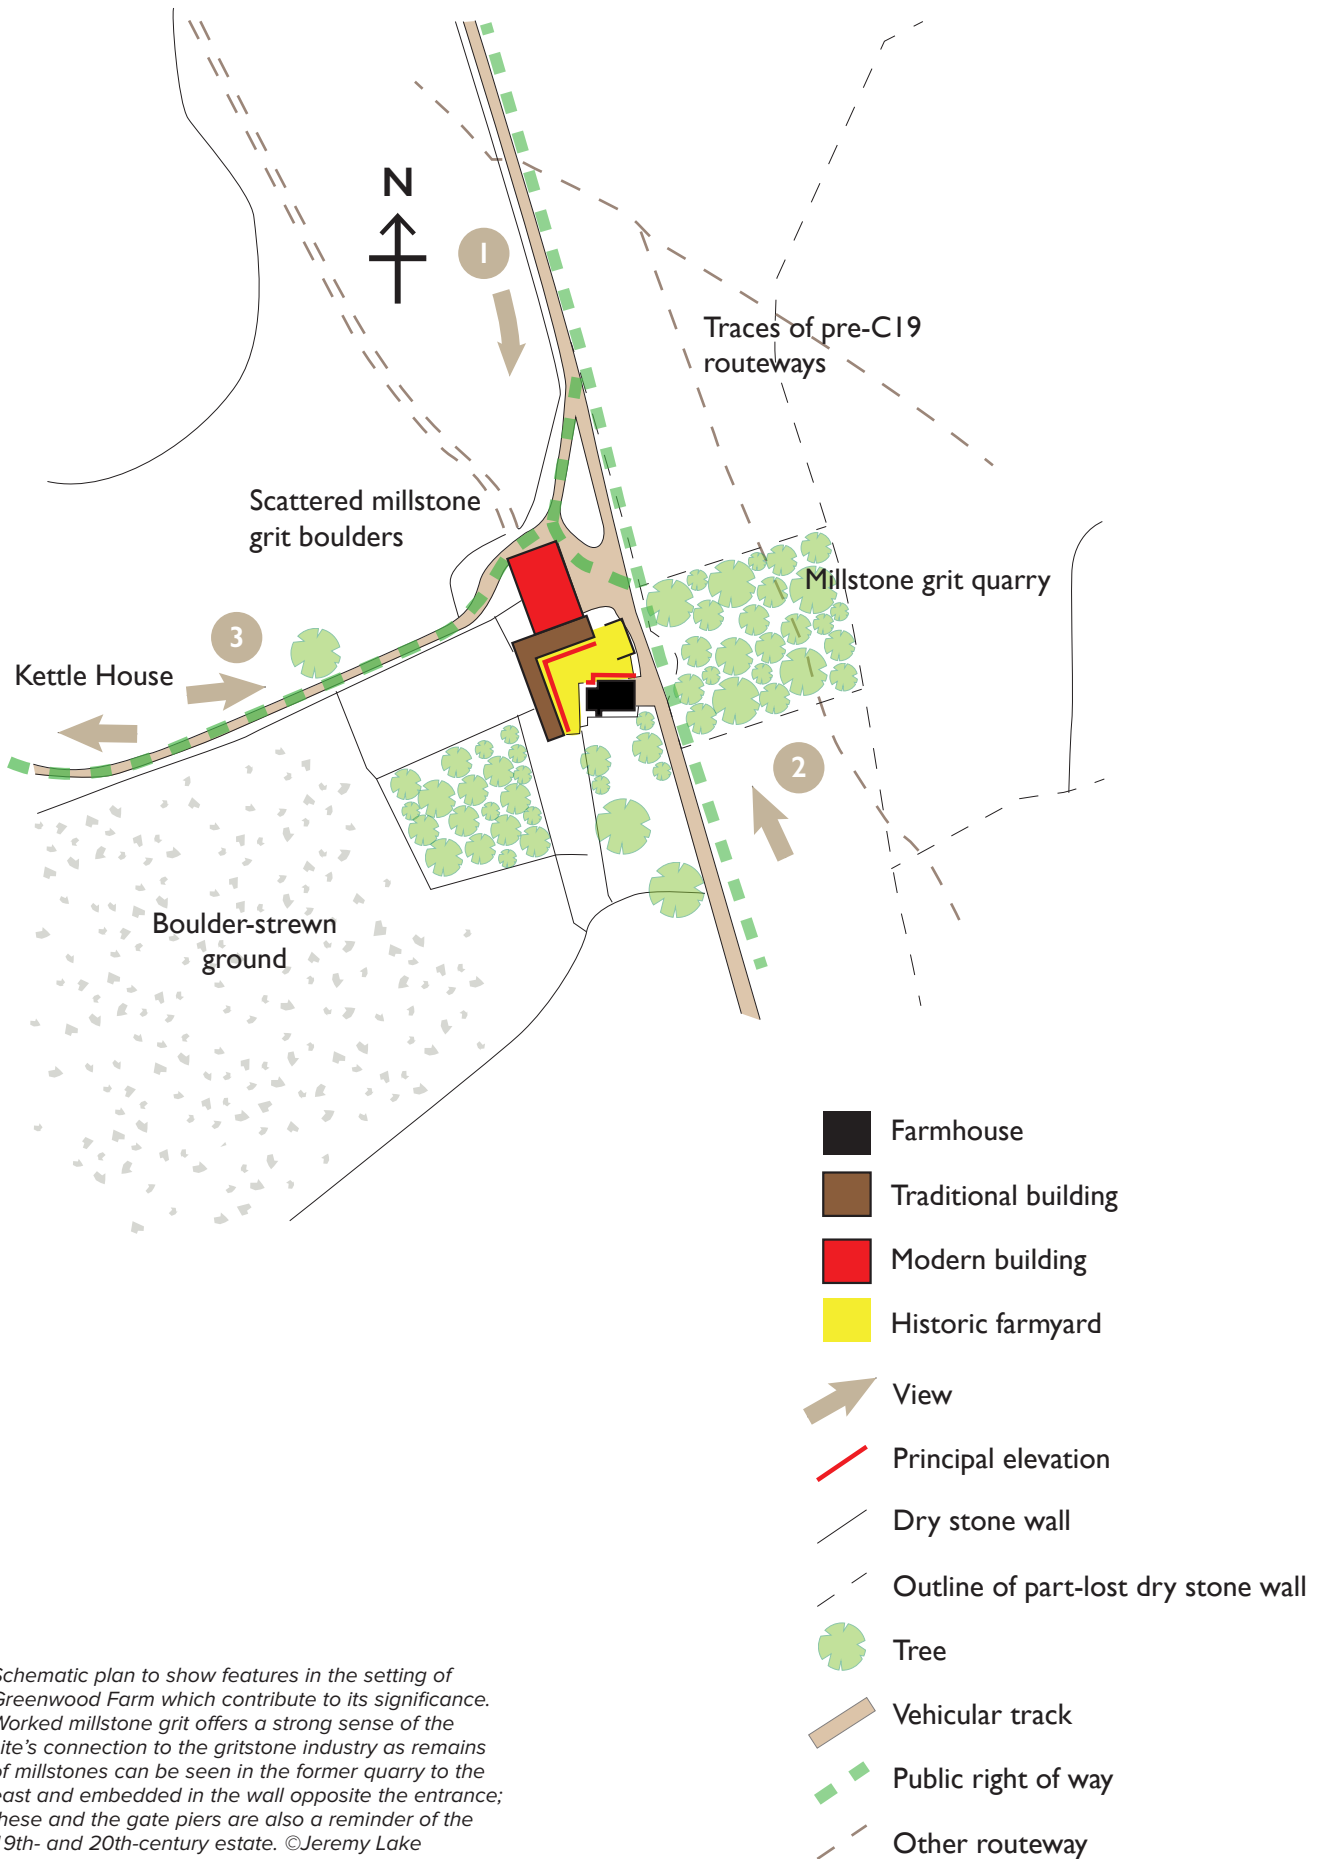 N
1
Traces of pre-C19
routeways
Scattered millstone
grit boulders
Millstone grit quarry
3
Kettle House
2
Boulder-strewn
ground
Farmhouse
Traditional building
Modern building
Historic farmyard
View
Principal elevation
Dry stone wall
Outline of part-lost dry stone wall
Tree
Vehicular track
Public right of way
Other routeway
Schematic plan to show features in the setting of
Greenwood Farm which contribute to its significance.
Worked millstone grit offers a strong sense of the
site's connection to the gritstone industry as remains
of millstones can be seen in the former quarry to the
east and embedded in the wall opposite the entrance;
these and the gate piers are also a reminder of the
19th- and 20th-century estate. ©Jeremy Lake